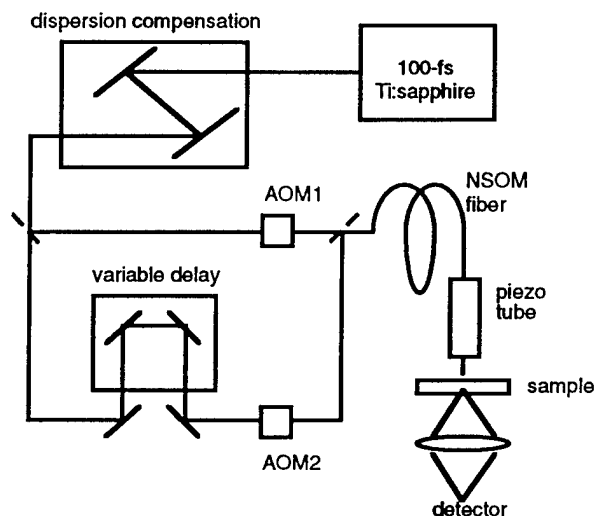 dispersion compensation
100-fs
Ti:sapphire
AOM1
NSOM
fiber
variable delay
piezo
tube
sample
AOM2
detector